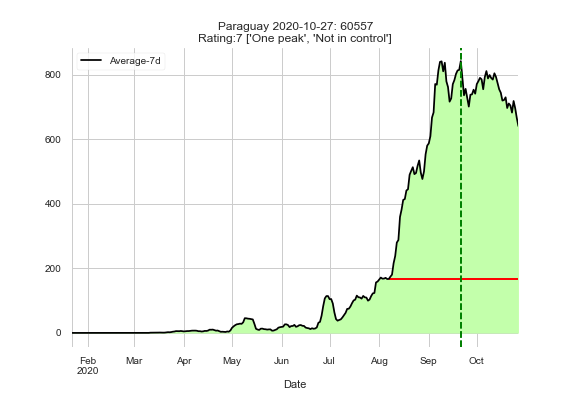 Paraguay 2020-10-27: 60557
Rating:7 ['One peak', 'Not in control']
Average-7d
800
600
400
200
0
Feb Mar Apr May Jun Jul Aug Sep Oct
2020
Date